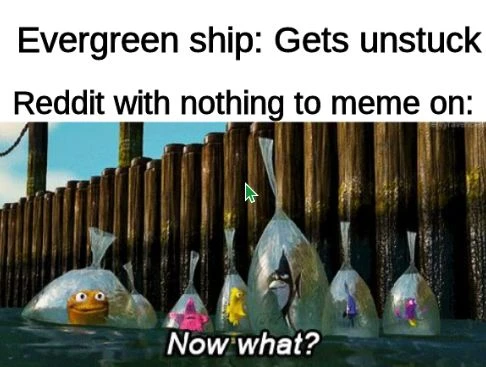 Evergreen ship: Gets unstuck
Reddit with nothing to meme on:
Now what?